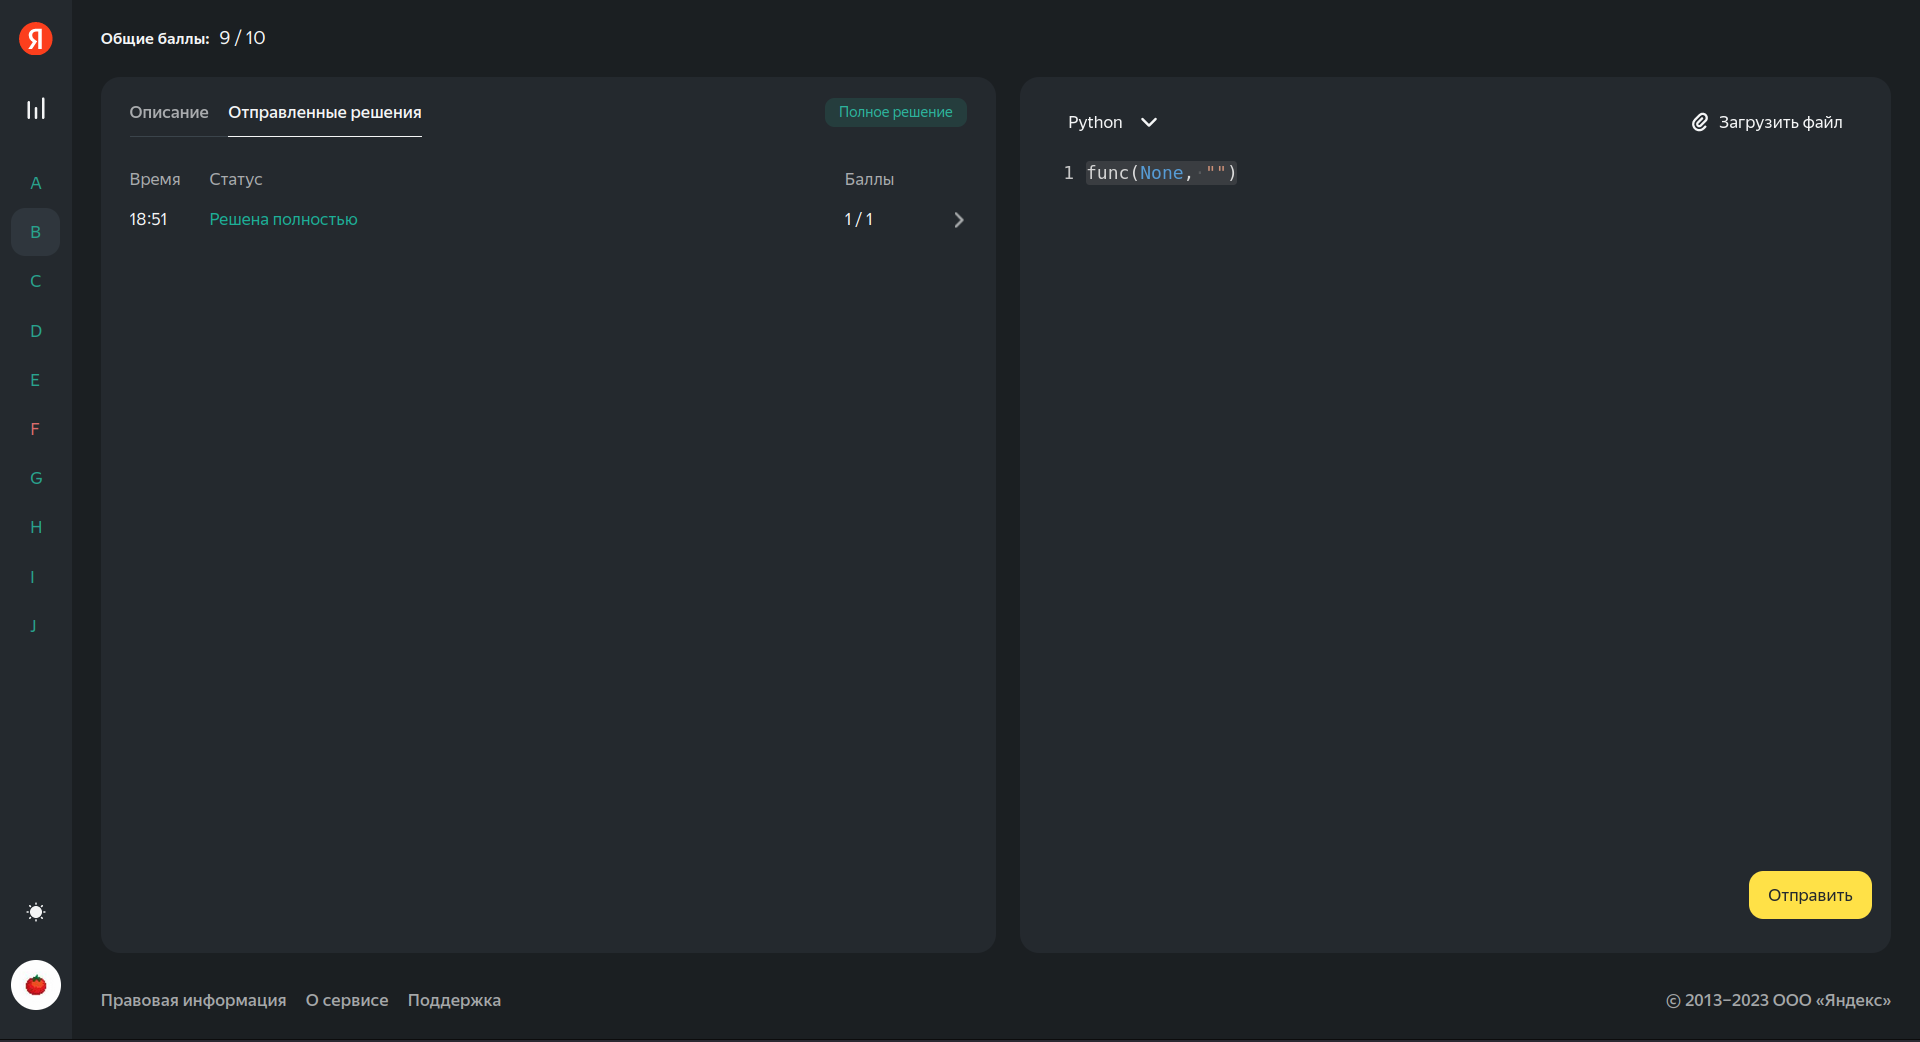 Я
Общие баллы: 9 / 10
A
B
C
D
E
F
G
H
I
J
Описание Отправленные решения Полное решение
Время Статус Баллы
18:51 Решена полностью 1 / 1
Python Загрузить файл
1 func(None, "")
Отправить
Правовая информация О сервисе Поддержка © 2013–2023 ООО «Яндекс»